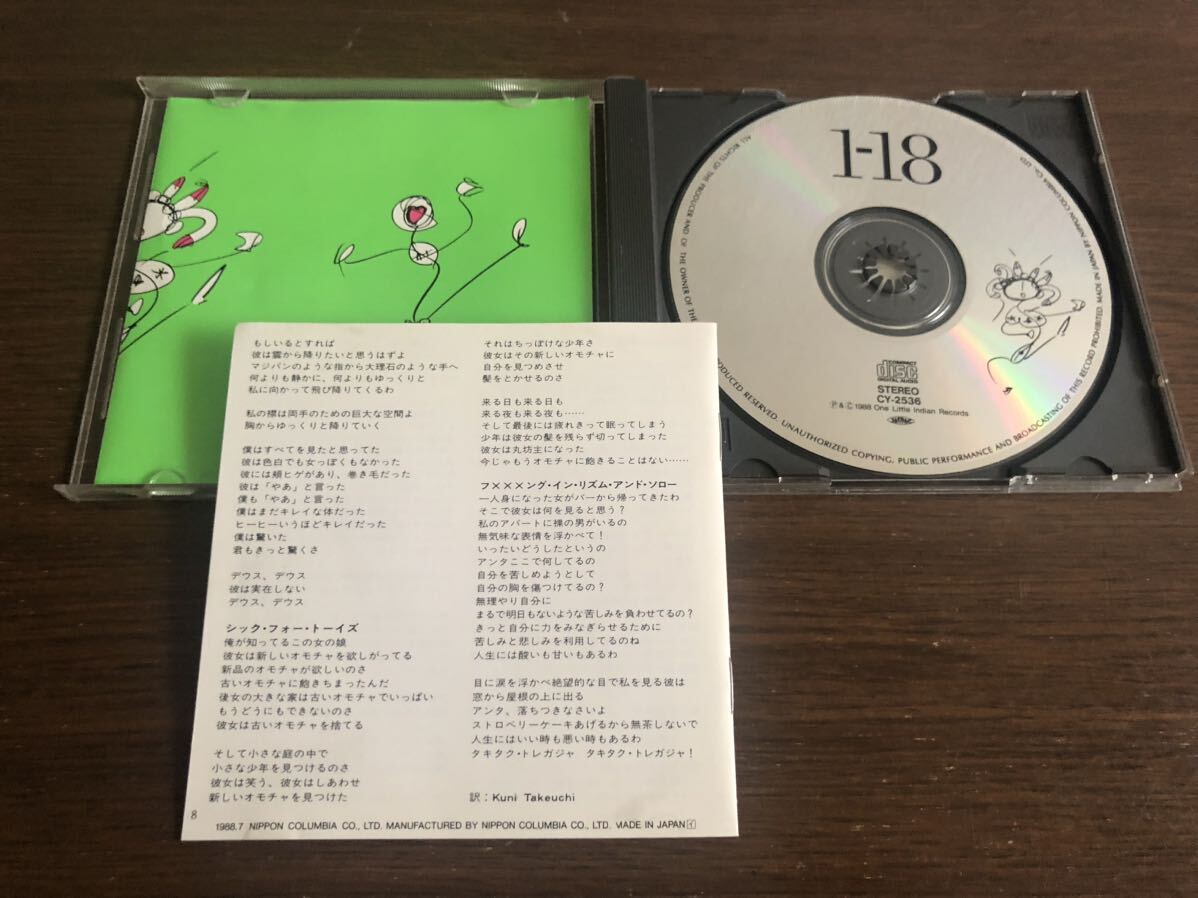 もしいるとすれば
彼は雲から降りたいと思うはずよ
マジパンのような指から大理石のような手へ
何よりも静かに、何よりもゆっくりと
私に向かって飛び降りてくるわ
私の襟は両手のための巨大な空間よ
胸からゆっくりと降りていく
僕はすべてを見たと思ってた
彼は色白でも女っぽくもなかった
彼には頬ヒゲがあり、巻き毛だった
彼は「やあ」と言った
僕も「やあ」と言った
僕はまだキレイな体だった
ヒーヒーいうほどキレイだった
僕は驚いた
君もきっと驚くさ
デウス、デウス
彼は実在しない
デウス、デウス
シック・フォー・トーイズ
俺が知ってるこの女の娘
彼女は新しいオモチャを欲しがってる
新品のオモチャが欲しいのさ
古いオモチャに飽きちまったんだ
後女の大きな家は古いオモチャでいっぱい
もうどうにもできないのさ
彼女は古いオモチャを捨てる
そして小さな庭の中で
小さな少年を見つけるのさ
彼女は笑う、彼女はしあわせ
新しいオモチャを見つけた
それはちっぽけな少年さ
彼女はその新しいオモチャに
自分を見つめさせ
髪をとかせるのさ
来る日も来る日も
来る夜も来る夜も……
そして最後には疲れきって眠ってしまう
少年は彼女の髪を残らず切ってしまった
彼女は丸坊主になった
今じゃもうオモチャに飽きることはない……
フ×××ング・イン・リズム・アンド・ソロー
一人身になった女がバーから帰ってきたわ
そこで彼女は何を見ると思う？
私のアパートに裸の男がいるの
無気味な表情を浮かべて！
いったいどうしたというの
アンタここで何してるの
自分を苦しめようとして
自分の胸を傷つけてるの？
無理やり自分に
まるで明日もないような苦しみを負わせてるの？
きっと自分に力をみなぎらせるために
苦しみと悲しみを利用してるのね
人生には酸いも甘いもあるわ
目に涙を浮かべ絶望的な目で私を見る彼は
窓から屋根の上に出る
アンタ、落ちつきなさいよ
ストロベリーケーキあげるから無茶しないで
人生にはいい時も悪い時もあるわ
タキタク・トレガジャ　タキタク・トレガジャ！
訳：Kuni Takeuchi
8
1988.7 NIPPON COLUMBIA CO., LTD. MANUFACTURED BY NIPPON COLUMBIA CO., LTD. MADE IN JAPAN イ
1-18
COMPACT
disc
DIGITAL AUDIO
STEREO
CY-2536
Ⓟ & © 1988 One Little Indian Records
ALL RIGHTS OF THE PRODUCER AND OF THE OWNER OF THE
RODUCED RESERVED. UNAUTHORIZED COPYING, PUBLIC PERFORMANCE AND BROADCASTING OF THIS RECORD PROHIBITED. MADE IN JAPAN BY NIPPON COLUMBIA CO., LTD.